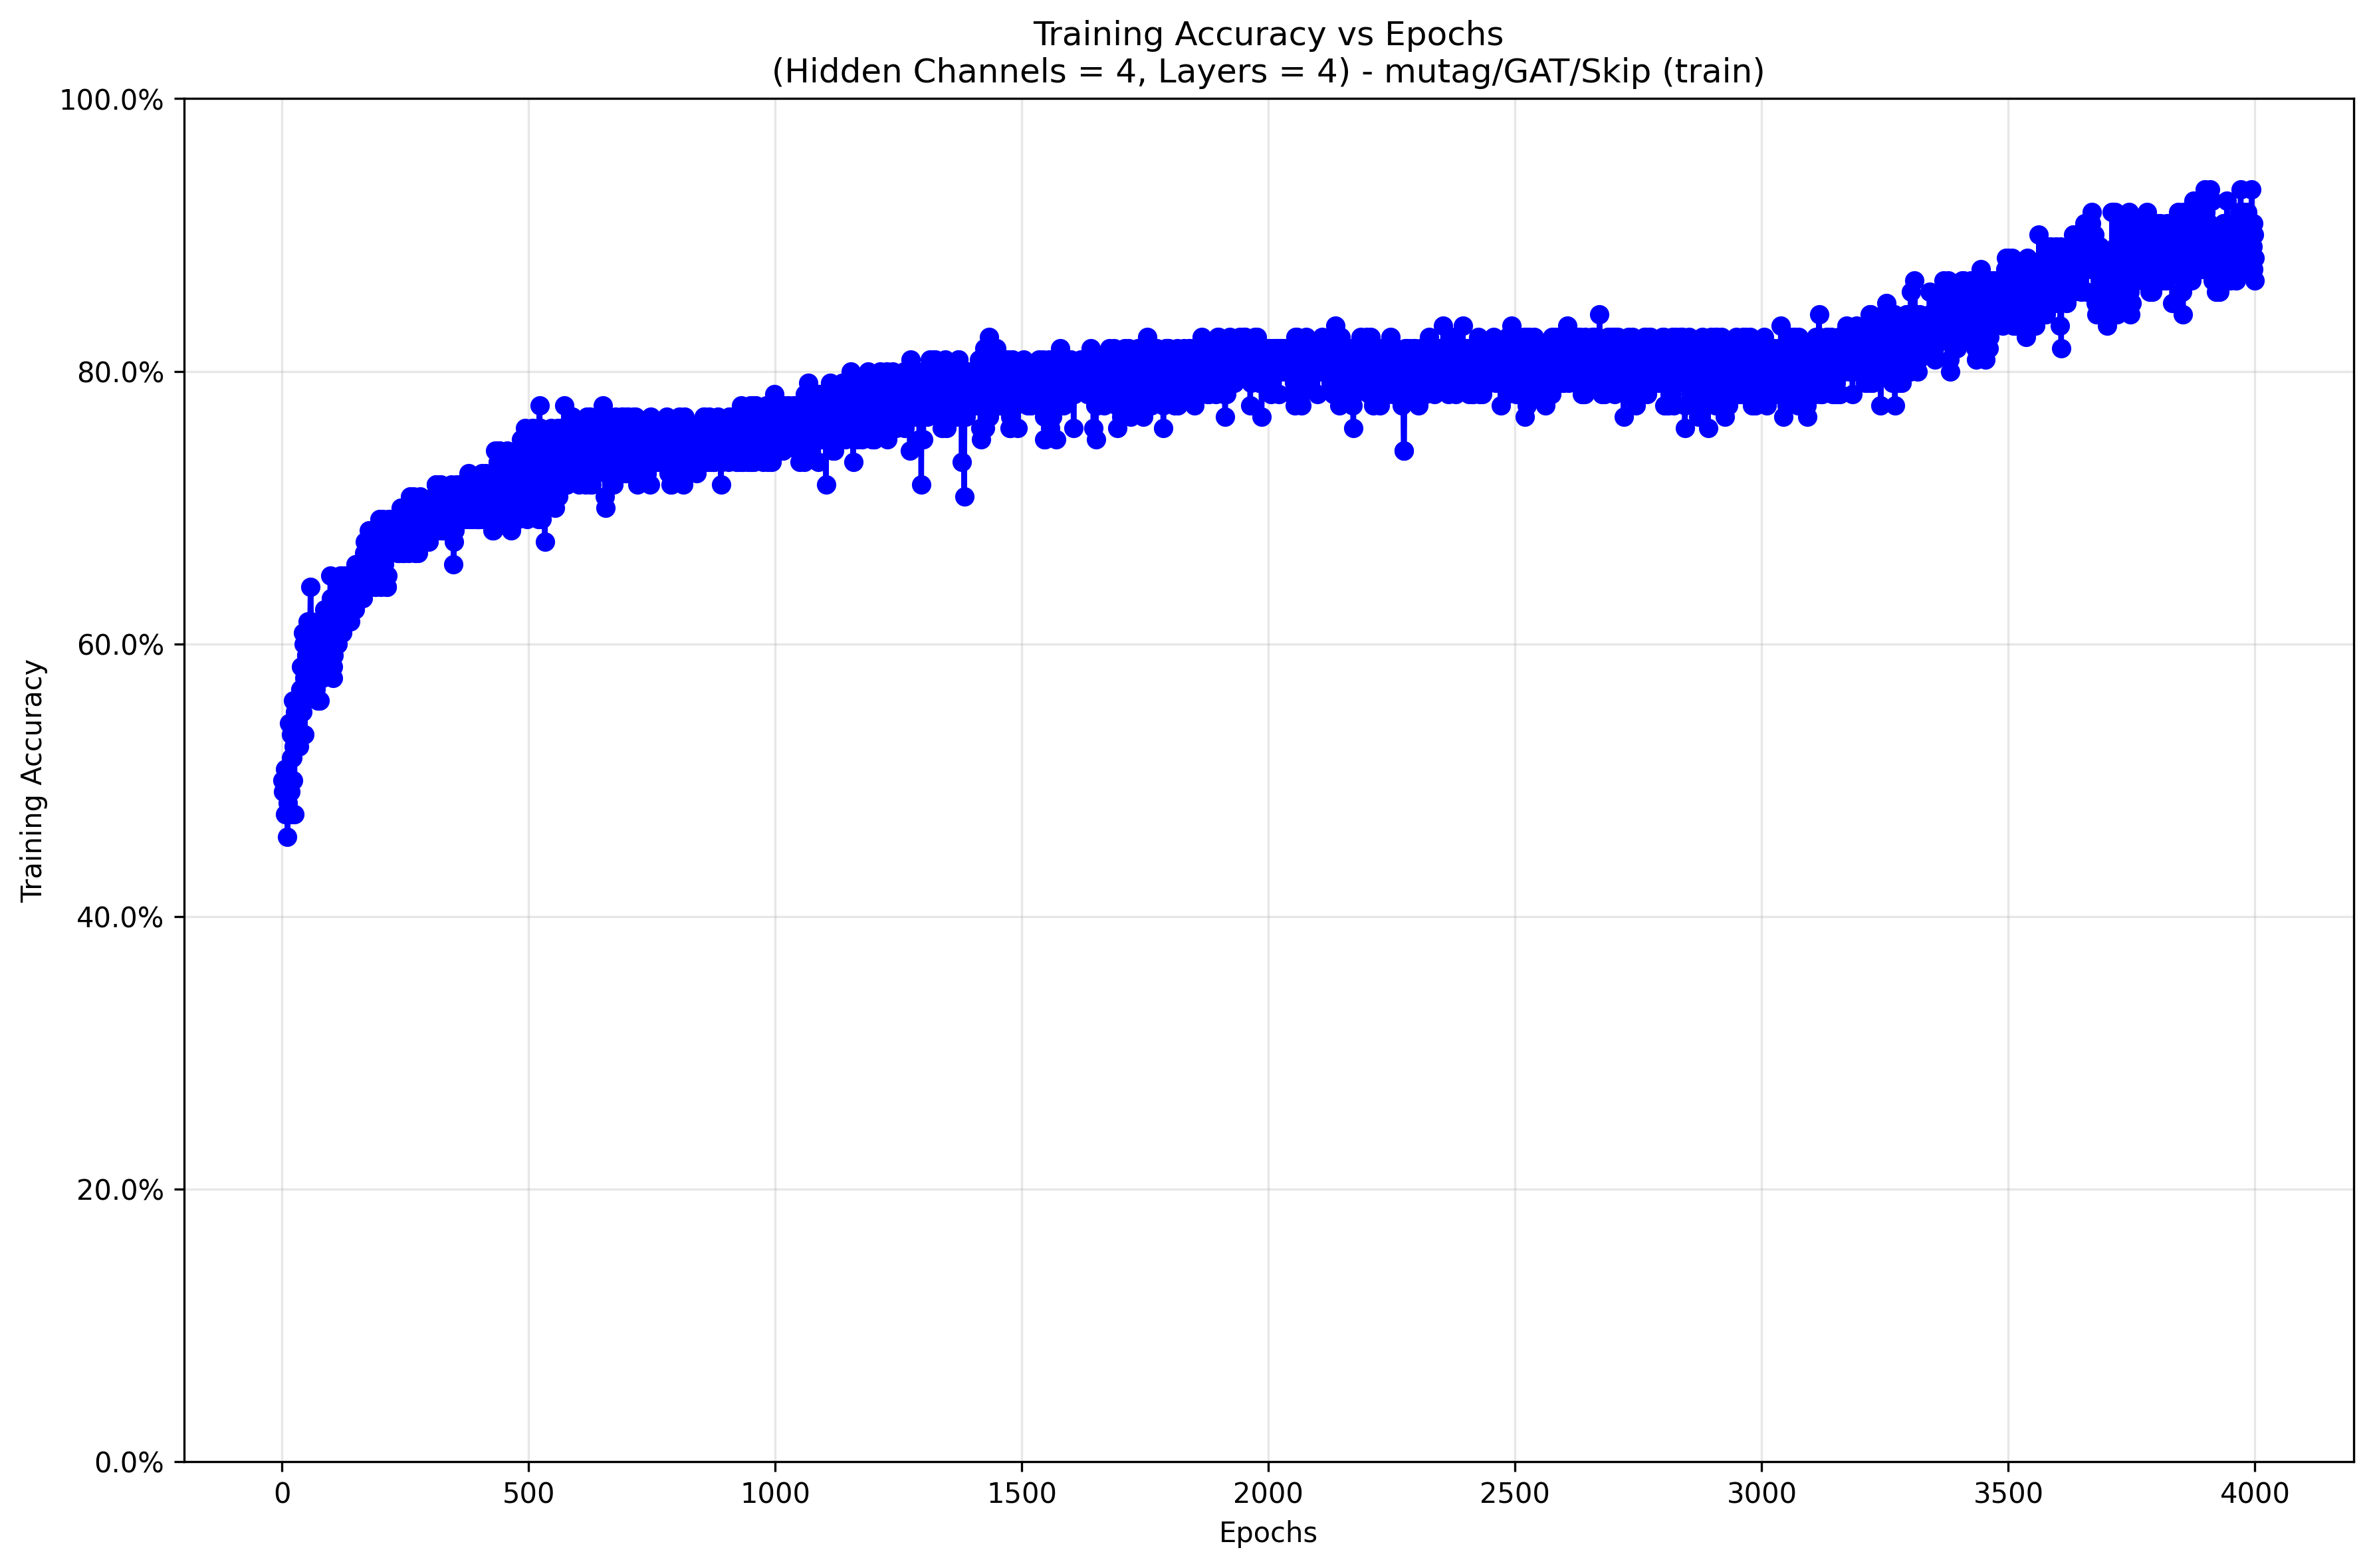 Training Accuracy vs Epochs
(Hidden Channels = 4, Layers = 4) - mutag/GAT/Skip (train)
100.0%
80.0%
60.0%
40.0%
20.0%
0.0%
Training Accuracy
0 500 1000 1500 2000 2500 3000 3500 4000
Epochs